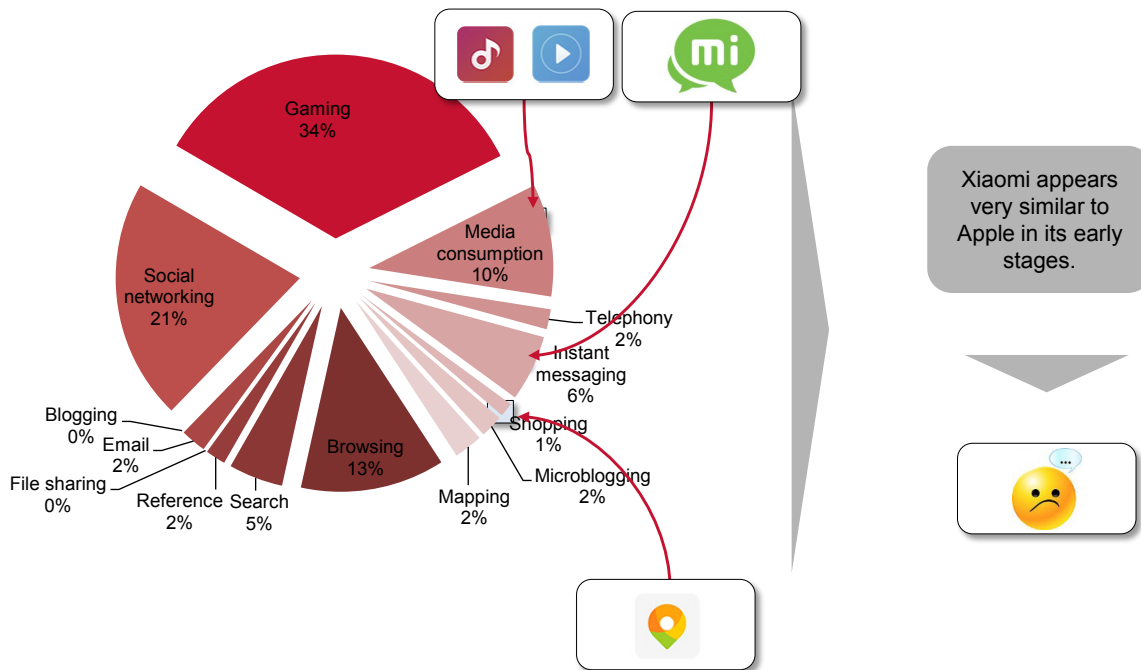 mi
Gaming
34%
Media
consumption
10%
Telephony
2%
Instant
messaging
6%
Shopping
1%
Microblogging
2%
Mapping
2%
Browsing
13%
Search
5%
Reference
2%
File sharing
0%
Email
2%
Blogging
0%
Social
networking
21%
Xiaomi appears
very similar to
Apple in its early
stages.
...